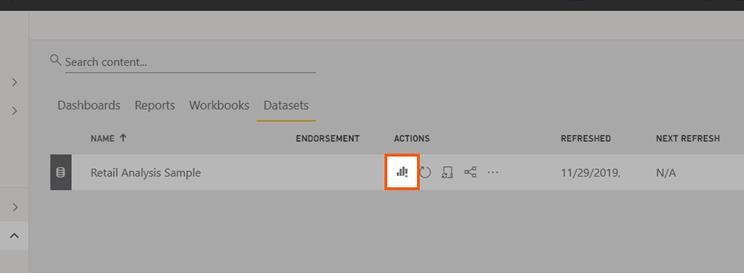 Search content...
Dashboards Reports Workbooks Datasets
NAME ↑ ENDORSEMENT ACTIONS REFRESHED NEXT REFRESH
Retail Analysis Sample ··· 11/29/2019, N/A